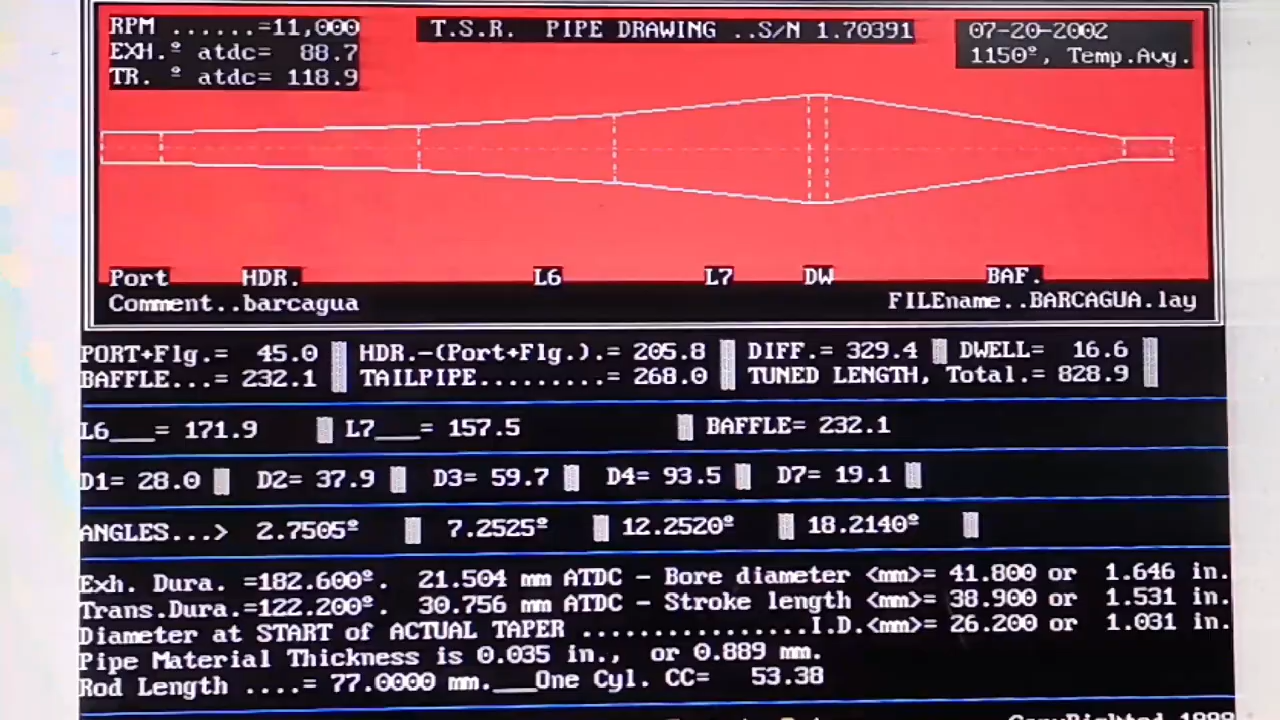 RPM ......=11,000
EXH.º atdc= 88.7
TR. º atdc= 118.9
T.S.R. PIPE DRAWING ..S/N 1.70391
07-20-2002
1150º, Temp.Avg.
Port HDR. L6 L7 DW BAF.
Comment..barcagua FILEname..BARCAGUA.lay
PORT+Flg.= 45.0 HDR.-(Port+Flg.).= 205.8 DIFF.= 329.4 DWELL= 16.6
BAFFLE...= 232.1 TAILPIPE.........= 268.0 TUNED LENGTH, Total.= 828.9
L6___= 171.9 L7___= 157.5 BAFFLE= 232.1
D1= 28.0 D2= 37.9 D3= 59.7 D4= 93.5 D7= 19.1
ANGLES...> 2.7505º 7.2525º 12.2520º 18.2140º
Exh. Dura. =182.600º. 21.504 mm ATDC - Bore diameter <mm>= 41.800 or 1.646 in.
Trans.Dura.=122.200º. 30.756 mm ATDC - Stroke length <mm>= 38.900 or 1.531 in.
Diameter at START of ACTUAL TAPER ................I.D.<mm>= 26.200 or 1.031 in.
Pipe Material Thickness is 0.035 in., or 0.889 mm.
Rod Length ....= 77.0000 mm.___One Cyl. CC= 53.38